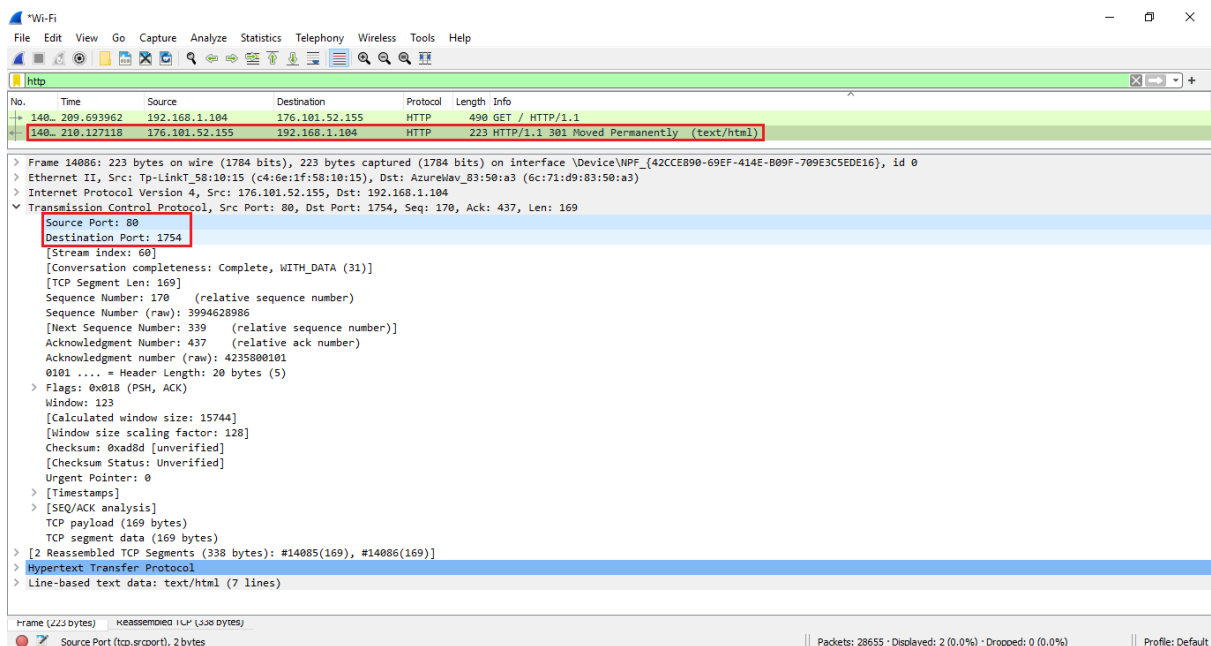 *Wi-Fi
File Edit View Go Capture Analyze Statistics Telephony Wireless Tools Help
http
No. Time Source Destination Protocol Length Info
140… 209.693962 192.168.1.104 176.101.52.155 HTTP 490 GET / HTTP/1.1
140… 210.127118 176.101.52.155 192.168.1.104 HTTP 223 HTTP/1.1 301 Moved Permanently (text/html)
> Frame 14086: 223 bytes on wire (1784 bits), 223 bytes captured (1784 bits) on interface \Device\NPF_{42CCE890-69EF-414E-B09F-709E3C5EDE16}, id 0
> Ethernet II, Src: Tp-LinkT_58:10:15 (c4:6e:1f:58:10:15), Dst: AzureWav_83:50:a3 (6c:71:d9:83:50:a3)
> Internet Protocol Version 4, Src: 176.101.52.155, Dst: 192.168.1.104
Transmission Control Protocol, Src Port: 80, Dst Port: 1754, Seq: 170, Ack: 437, Len: 169
Source Port: 80
Destination Port: 1754
[Stream index: 60]
[Conversation completeness: Complete, WITH_DATA (31)]
[TCP Segment Len: 169]
Sequence Number: 170 (relative sequence number)
Sequence Number (raw): 3994628986
[Next Sequence Number: 339 (relative sequence number)]
Acknowledgment Number: 437 (relative ack number)
Acknowledgment number (raw): 4235800101
0101 .... = Header Length: 20 bytes (5)
> Flags: 0x018 (PSH, ACK)
Window: 123
[Calculated window size: 15744]
[Window size scaling factor: 128]
Checksum: 0xad8d [unverified]
[Checksum Status: Unverified]
Urgent Pointer: 0
> [Timestamps]
> [SEQ/ACK analysis]
TCP payload (169 bytes)
TCP segment data (169 bytes)
> [2 Reassembled TCP Segments (338 bytes): #14085(169), #14086(169)]
> Hypertext Transfer Protocol
> Line-based text data: text/html (7 lines)
Frame (223 bytes) Reassembled TCP (338 bytes)
Source Port (tcp.srcport), 2 bytes Packets: 28655 · Displayed: 2 (0.0%) · Dropped: 0 (0.0%) Profile: Default